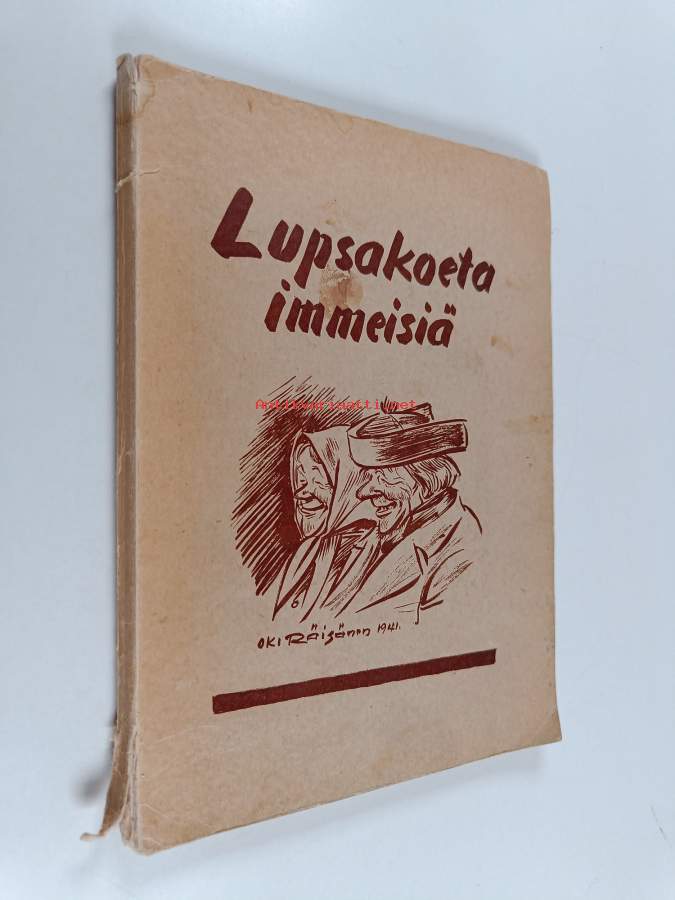 Lupsakoeta
immeisiä
Antikvariaatti.net
OKI RÄISÄNEN 1941.